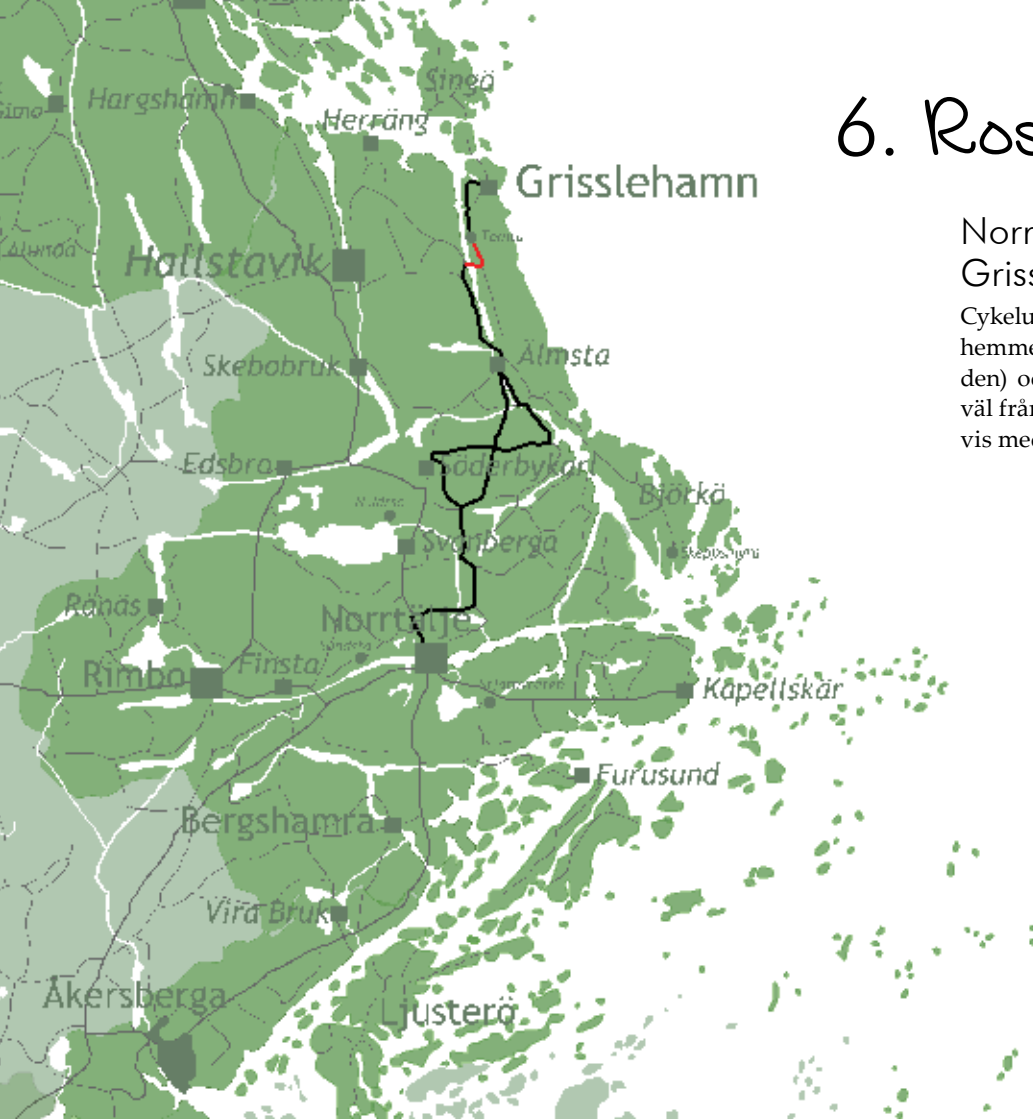 Singö
Hargshamn
Herräng
6. Ros
Grisslehamn
Norr
Griss
Hallstavik
Cykelu
hemme
den) oc
väl från
vis med
Älmsta
Skebobruk
Edsbro
Söderbykarl
Björkö
Svanberga
Ranäs
Norrtälje
Rimbo
Finsta
Kapellskär
Furusund
Bergshamra
Vira Bruk
Åkersberga
Ljusterö